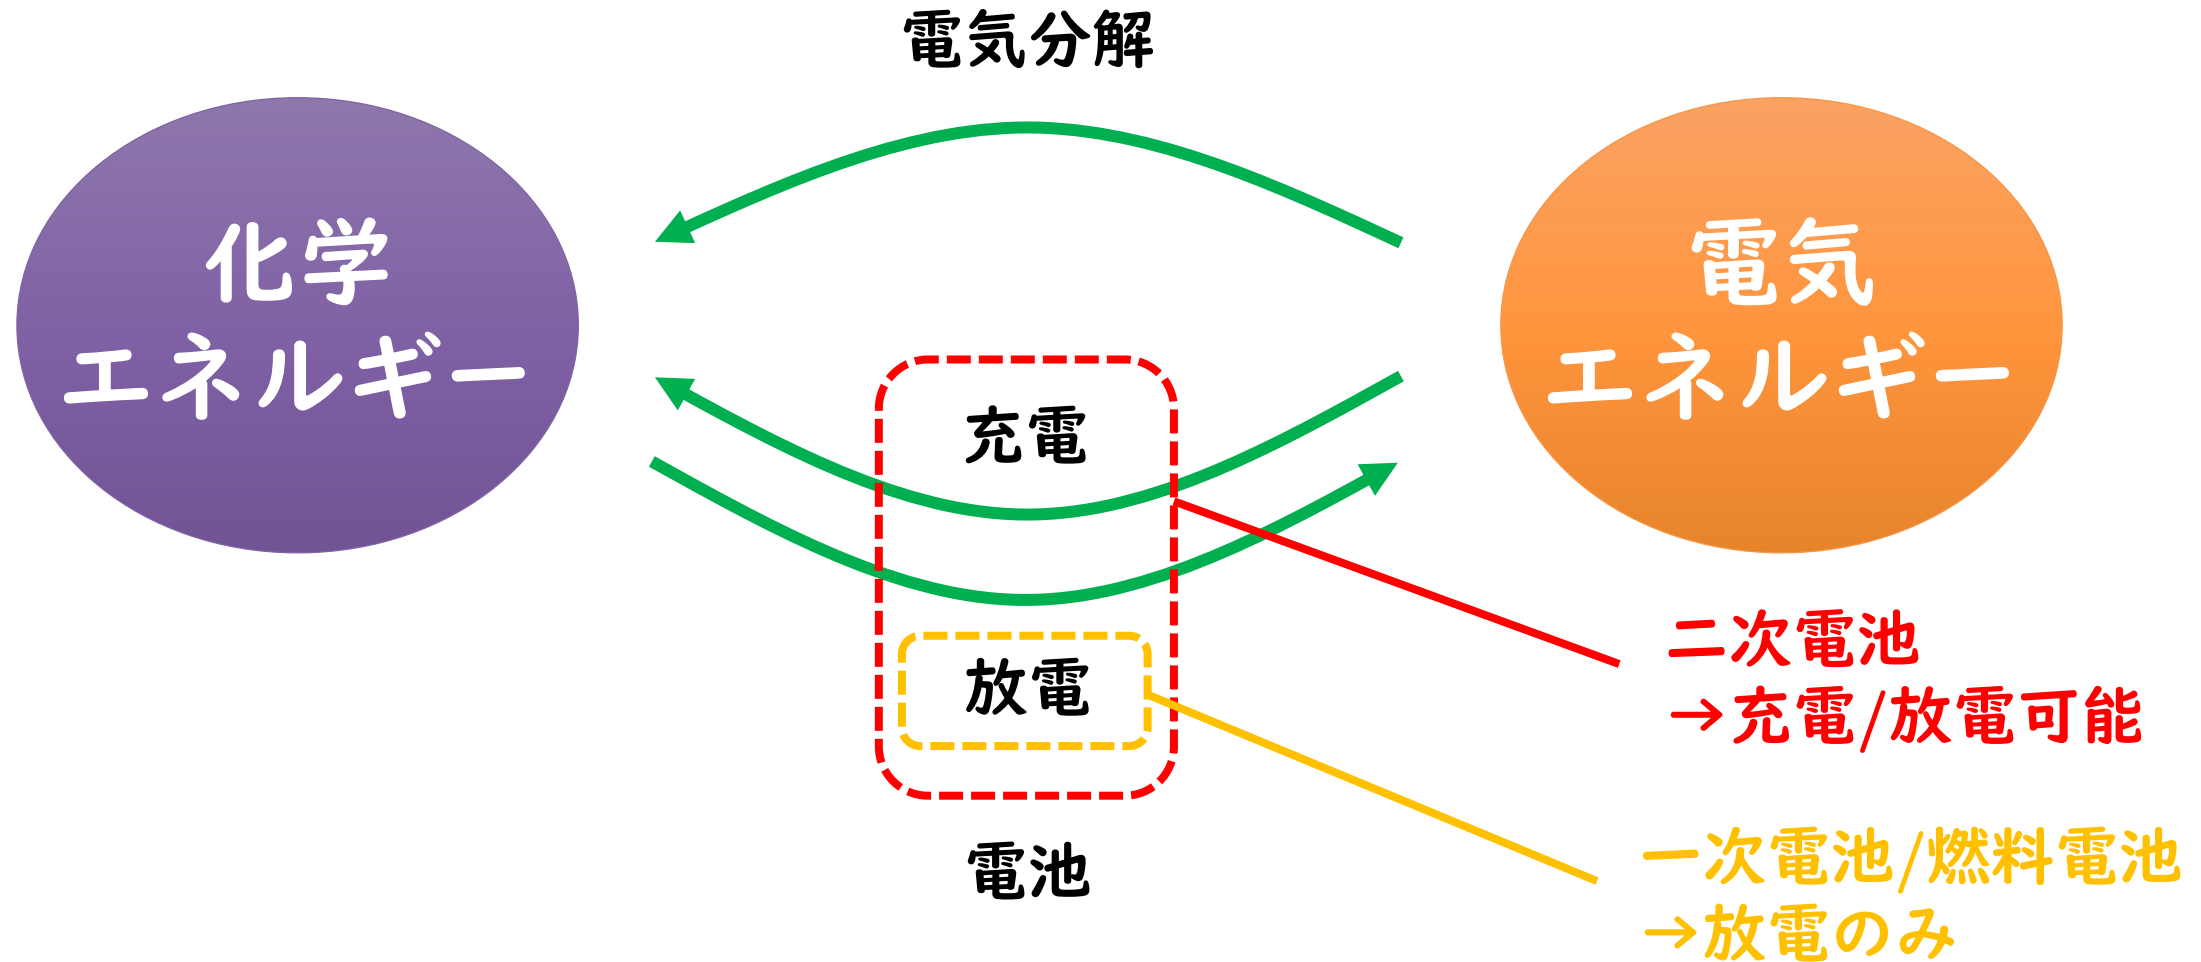 電気分解
化学
エネルギー
電気
エネルギー
充電
放電
電池
二次電池
→充電/放電可能
一次電池/燃料電池
→放電のみ